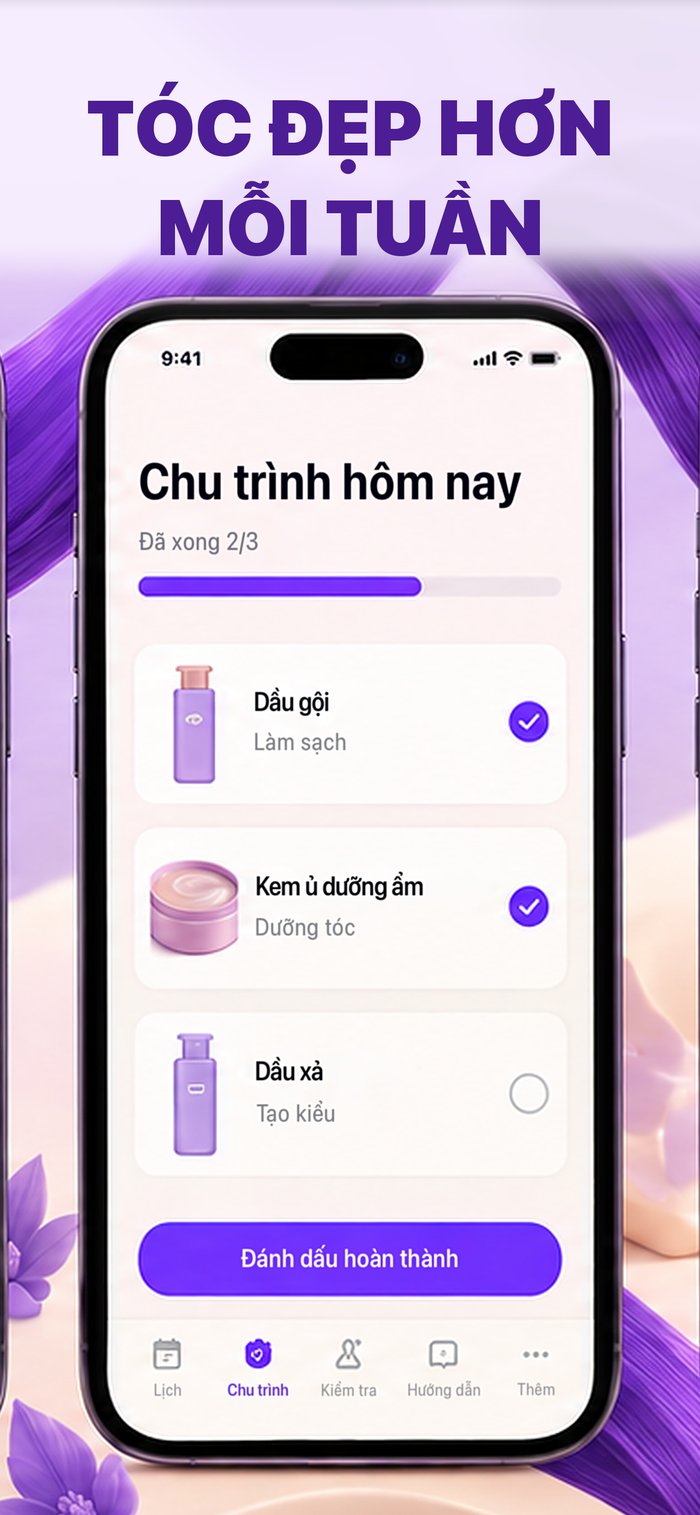 TÓC ĐẸP HƠN
MỖI TUẦN
9:41
Chu trình hôm nay
Đã xong 2/3
Dầu gội
Làm sạch
Kem ủ dưỡng ẩm
Dưỡng tóc
Dầu xả
Tạo kiểu
Đánh dấu hoàn thành
Lịch
Chu trình
Kiểm tra
Hướng dẫn
Thêm